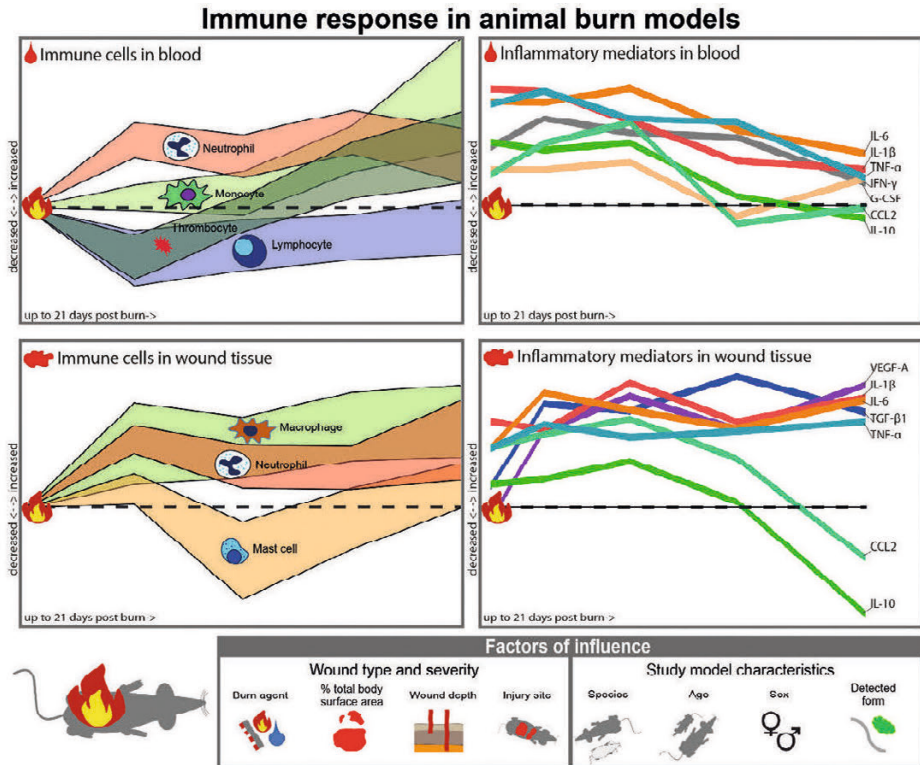 Immune response in animal burn models
Immune cells in blood
decreased <--> increased
Neutrophil
Monocyte
Thrombocyte
Lymphocyte
up to 21 days post burn->
Inflammatory mediators in blood
decreased <--> increased
IL-6
IL-1β
TNF-α
IFN-γ
G-CSF
CCL2
IL-10
up to 21 days post burn->
Immune cells in wound tissue
decreased <--> increased
Macrophage
Neutrophil
Mast cell
up to 21 days post burn->
Inflammatory mediators in wound tissue
decreased <--> increased
VEGF-A
IL-1β
IL-6
TGF-β1
TNF-α
CCL2
IL-10
up to 21 days post burn ->
Factors of influence
Wound type and severity
Burn agent
% total body
surface area
Wound depth
Injury site
Study model characteristics
Species
Age
Sex
Detected
form